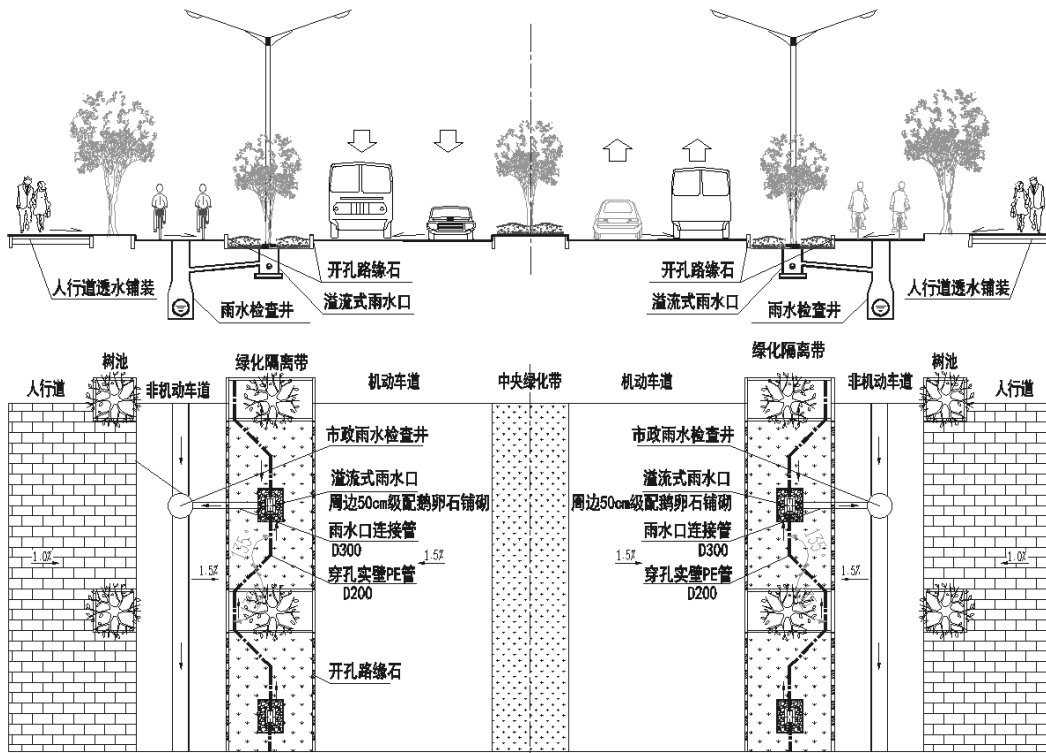 开孔路缘石
开孔路缘石
人行道透水铺装
溢流式雨水口
溢流式雨水口
人行道透水铺装
雨水检查井
雨水检查井
树池
绿化隔离带
绿化隔离带
树池
人行道
非机动车道
机动车道
中央绿化带
机动车道
非机动车道
人行道
市政雨水检查井
市政雨水检查井
溢流式雨水口
溢流式雨水口
周边50cm级配鹅卵石铺砌
周边50cm级配鹅卵石铺砌
雨水口连接管
D300
雨水口连接管
D300
135°
135°
1.0%
1.5%
1.5%
1.5%
1.5%
1.0%
穿孔实壁PE管
D200
穿孔实壁PE管
D200
开孔路缘石